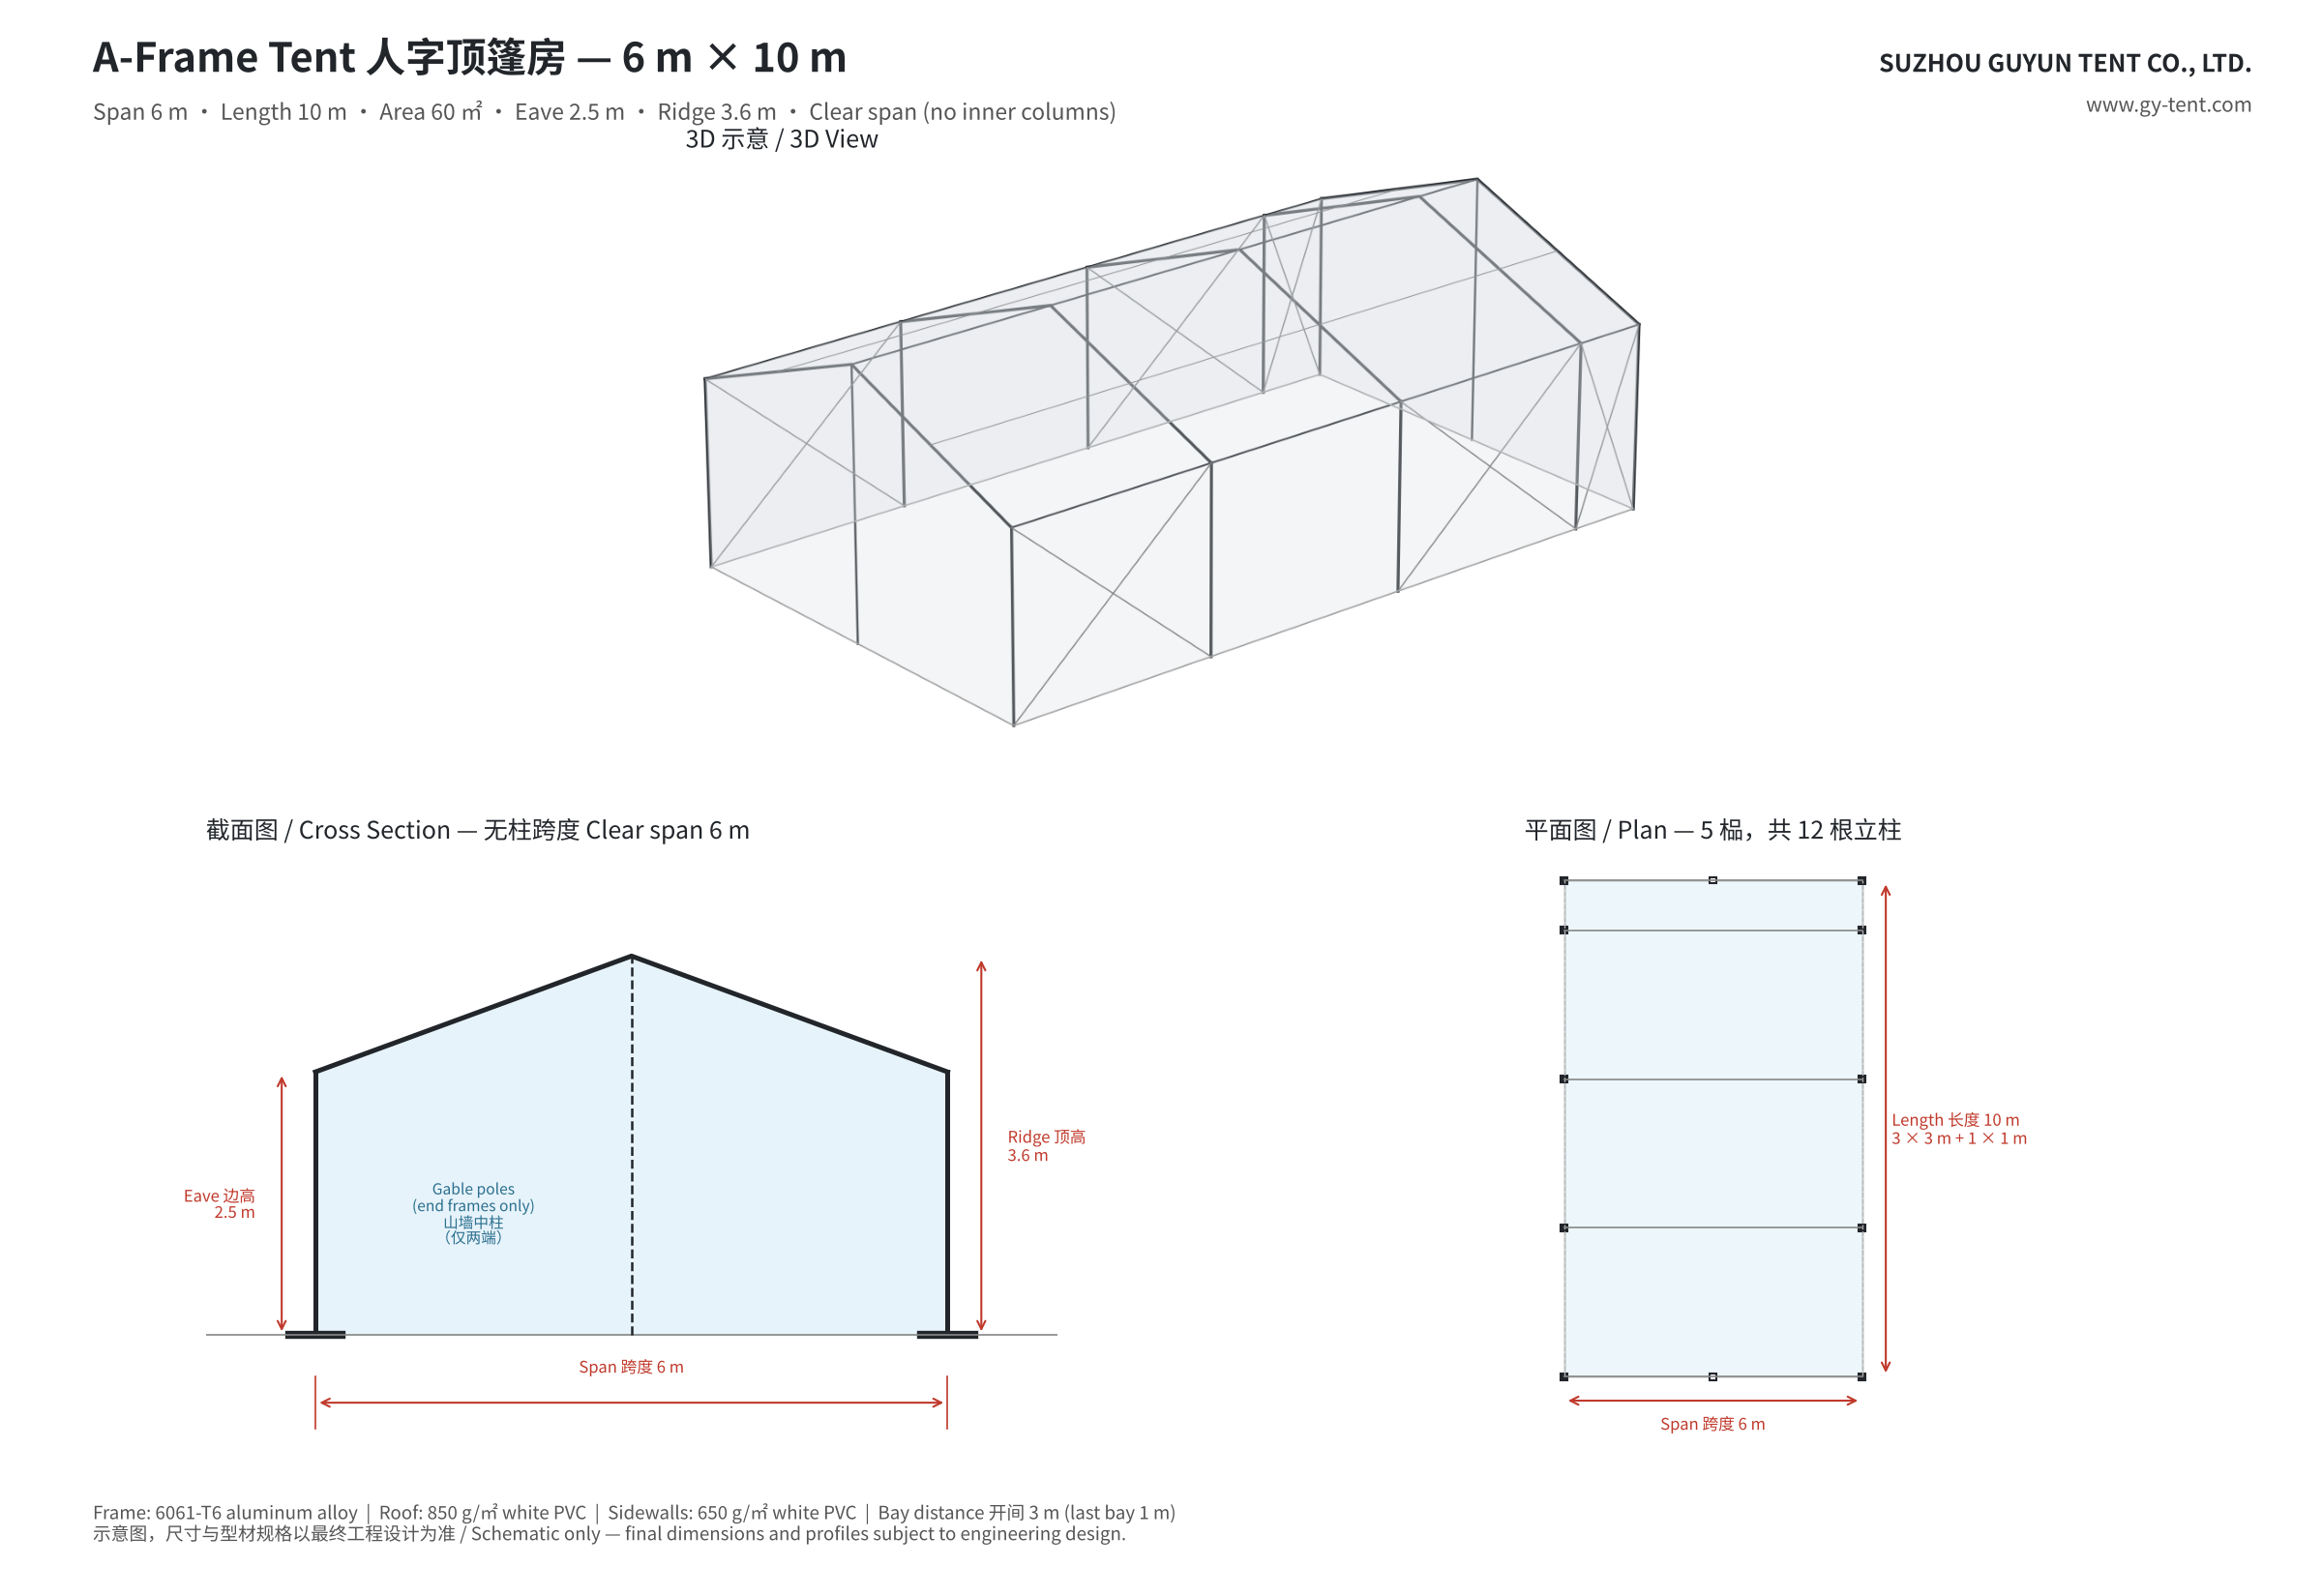 A-Frame Tent 人字顶篷房 — 6 m × 10 m
SUZHOU GUYUN TENT CO., LTD.
Span 6 m • Length 10 m • Area 60 ㎡ • Eave 2.5 m • Ridge 3.6 m • Clear span (no inner columns)
www.gy-tent.com
3D 示意 / 3D View
截面图 / Cross Section — 无柱跨度 Clear span 6 m
Eave 边高
2.5 m
Gable poles
(end frames only)
山墙中柱
（仅两端）
Ridge 顶高
3.6 m
Span 跨度 6 m
平面图 / Plan — 5 榀，共 12 根立柱
Length 长度 10 m
3 × 3 m + 1 × 1 m
Span 跨度 6 m
Frame: 6061-T6 aluminum alloy | Roof: 850 g/㎡ white PVC | Sidewalls: 650 g/㎡ white PVC | Bay distance 开间 3 m (last bay 1 m)
示意图，尺寸与型材规格以最终工程设计为准 / Schematic only — final dimensions and profiles subject to engineering design.